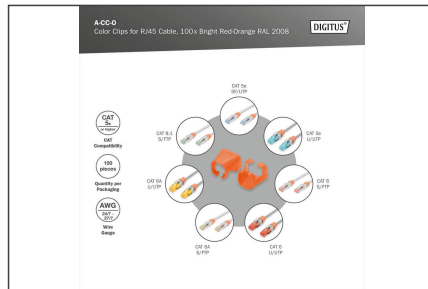 A-CC-O
Color Clips for RJ45 Cable, 100x Bright Red-Orange RAL 2008
DIGITUS®
CAT 5e
SF/UTP
CAT
5e
or higher
CAT
Compatibility
CAT 8.1
S/FTP
CAT 5e
U/UTP
100
pieces
Quantity per
Packaging
CAT 6A
U/UTP
CAT 6
S/FTP
AWG
24/7 -
27/7
Wire
Gauge
CAT 6A
S/FTP
CAT 6
U/UTP